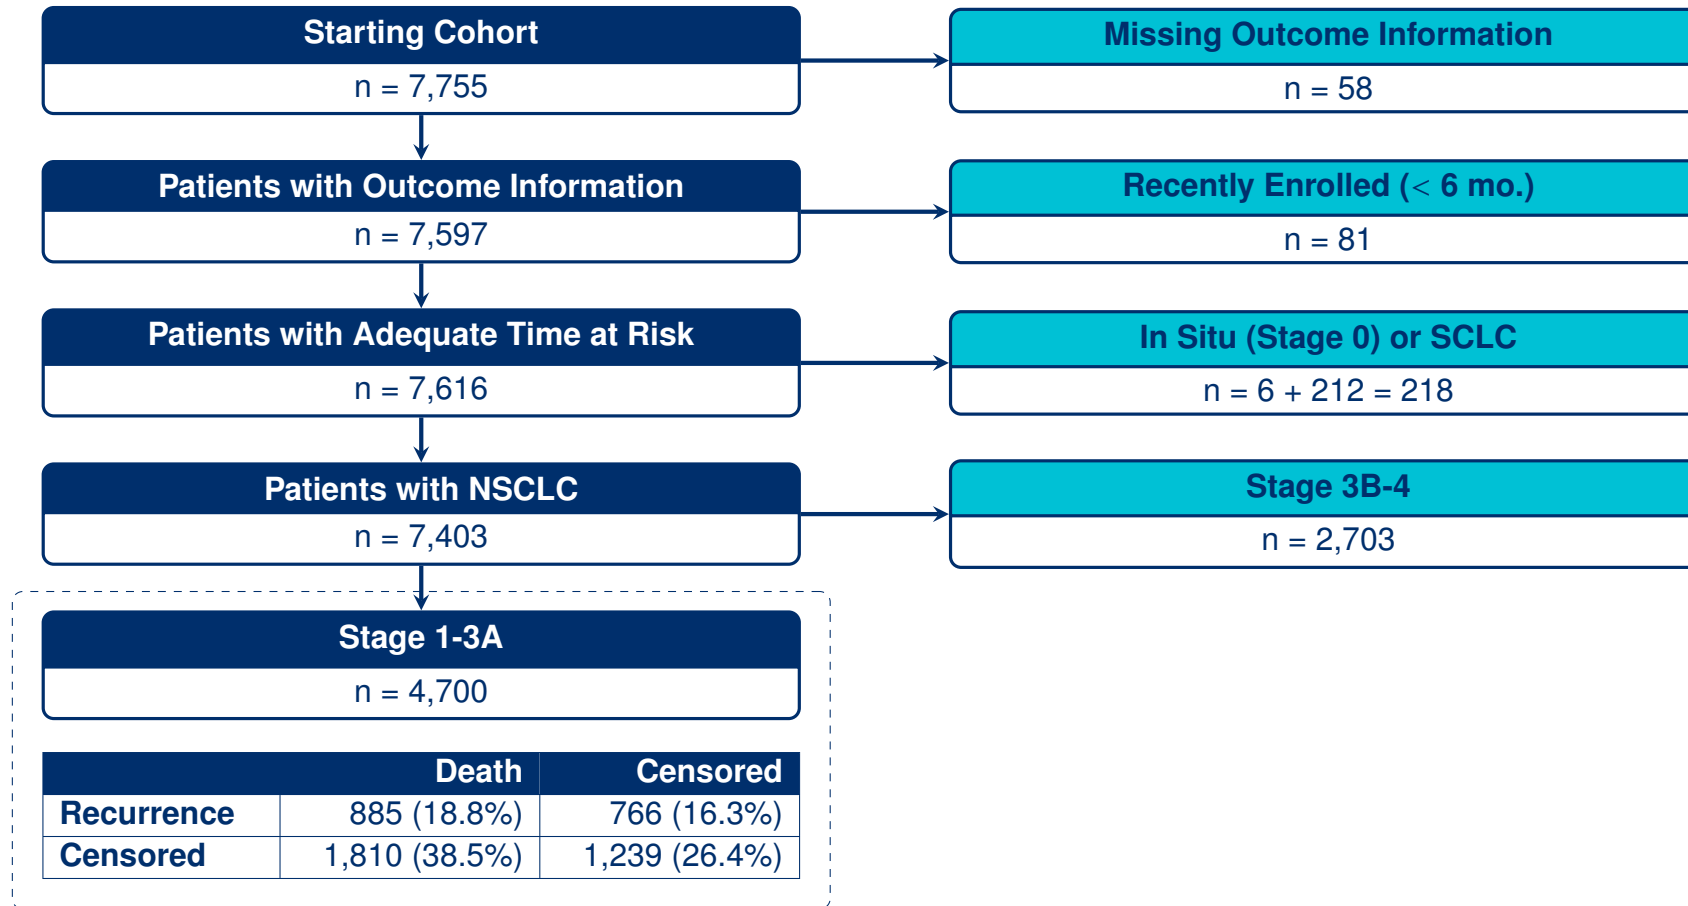 Starting Cohort
n = 7,755
Missing Outcome Information
n = 58
Patients with Outcome Information
n = 7,597
Recently Enrolled (< 6 mo.)
n = 81
Patients with Adequate Time at Risk
n = 7,616
In Situ (Stage 0) or SCLC
n = 6 + 212 = 218
Patients with NSCLC
n = 7,403
Stage 3B-4
n = 2,703
Stage 1-3A
n = 4,700
Death Censored
Recurrence 885 (18.8%) 766 (16.3%)
Censored 1,810 (38.5%) 1,239 (26.4%)